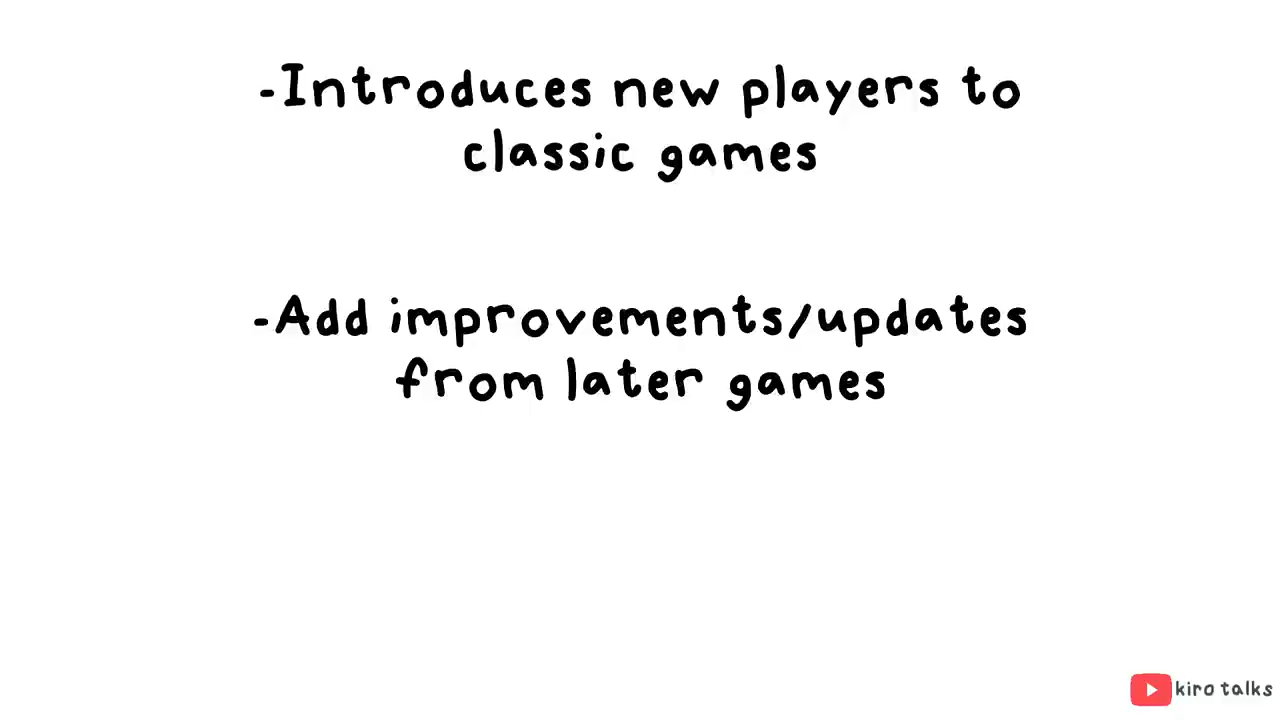 -Introduces new players to
classic games
-Add improvements/updates
from later games
kiro talks